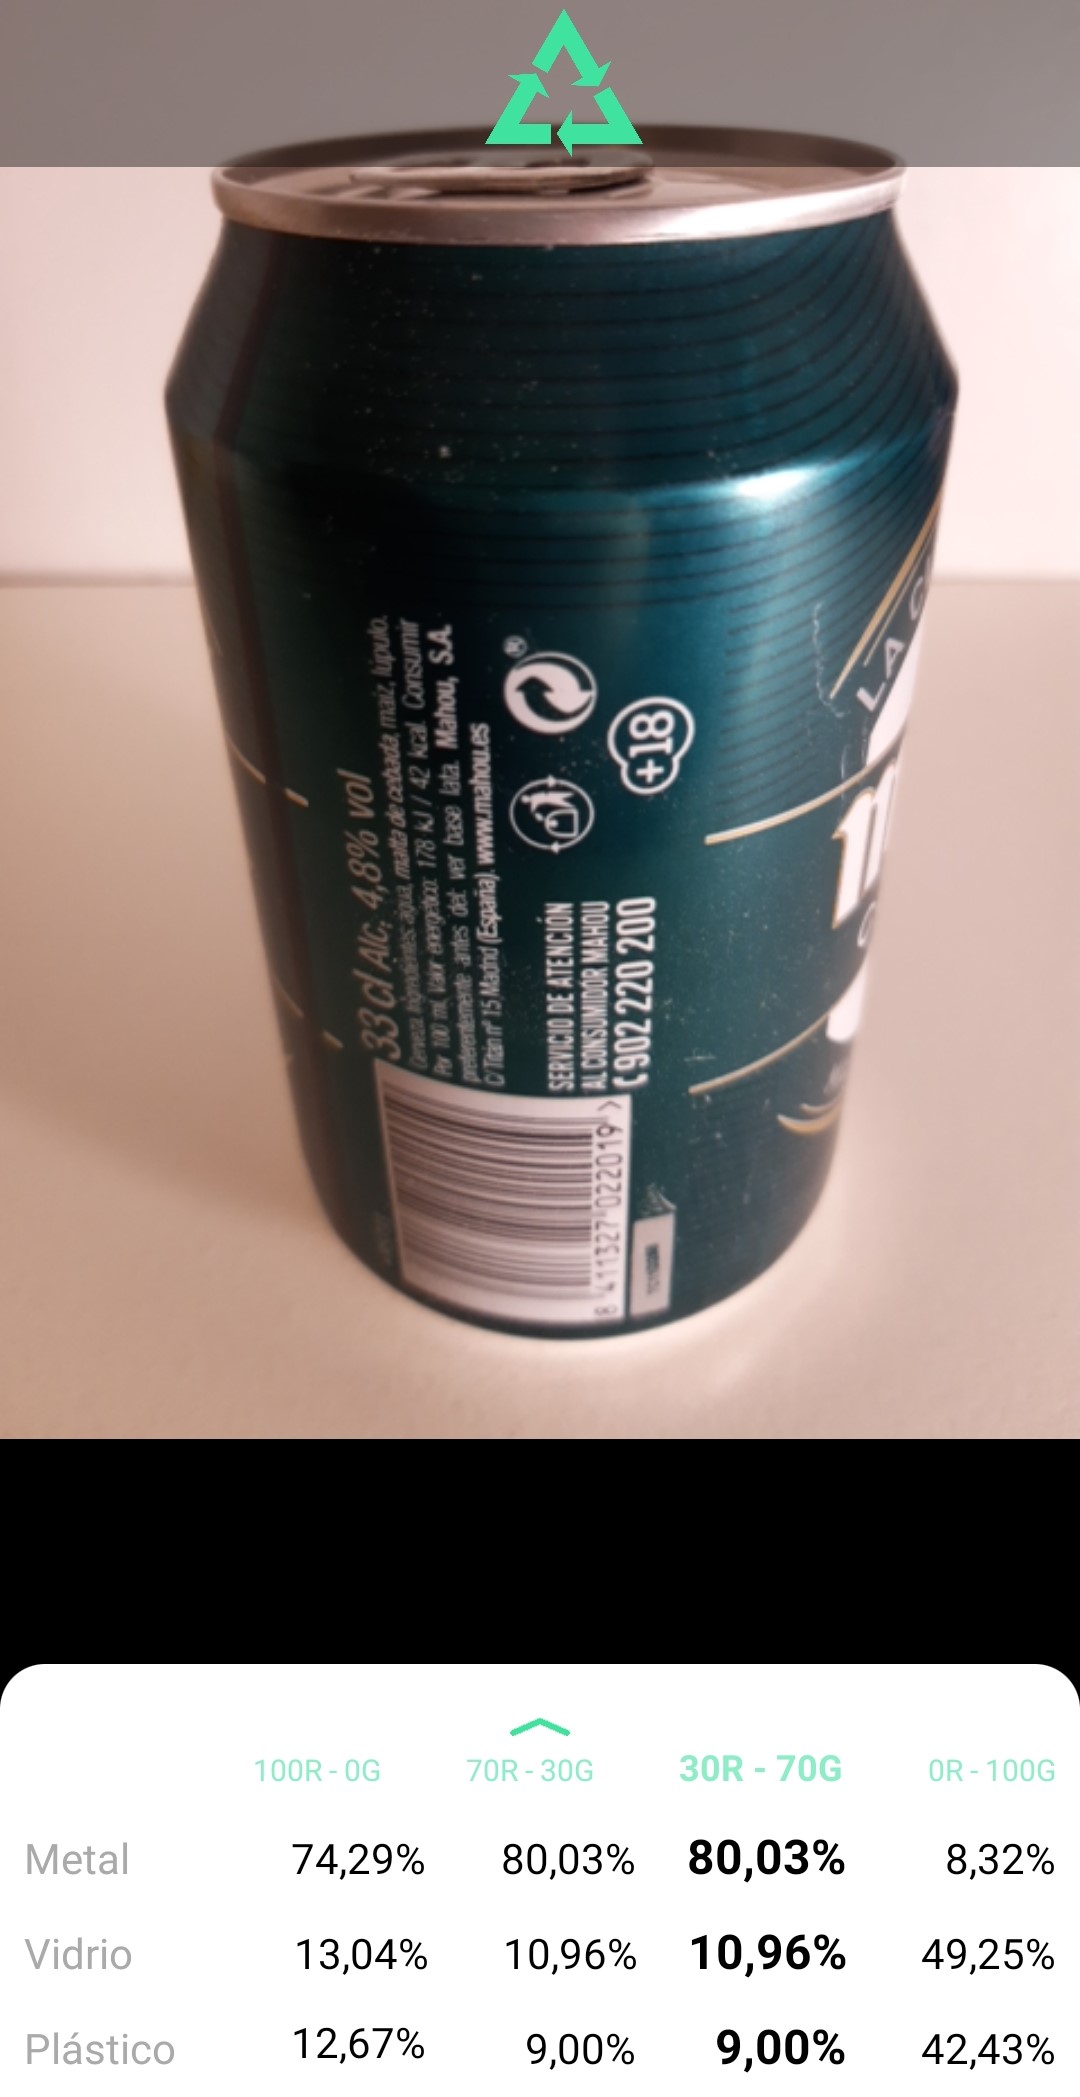 33 cl Alc. 4,8% vol
Cerveza. Ingredientes: agua, malta de cebada, maíz, lúpulo.
Por 100 ml, Valor energético: 178 kJ / 42 kcal. Consumir
preferentemente antes del: ver base lata. Mahou, S.A.
C/ Titán nº 15 Madrid (España). www.mahou.es
®
SERVICIO DE ATENCIÓN
AL CONSUMIDOR MAHOU
902 220 200
+18
8 411327 022019 >
LA C
100R - 0G 70R - 30G 30R - 70G 0R - 100G
Metal 74,29% 80,03% 80,03% 8,32%
Vidrio 13,04% 10,96% 10,96% 49,25%
Plástico 12,67% 9,00% 9,00% 42,43%